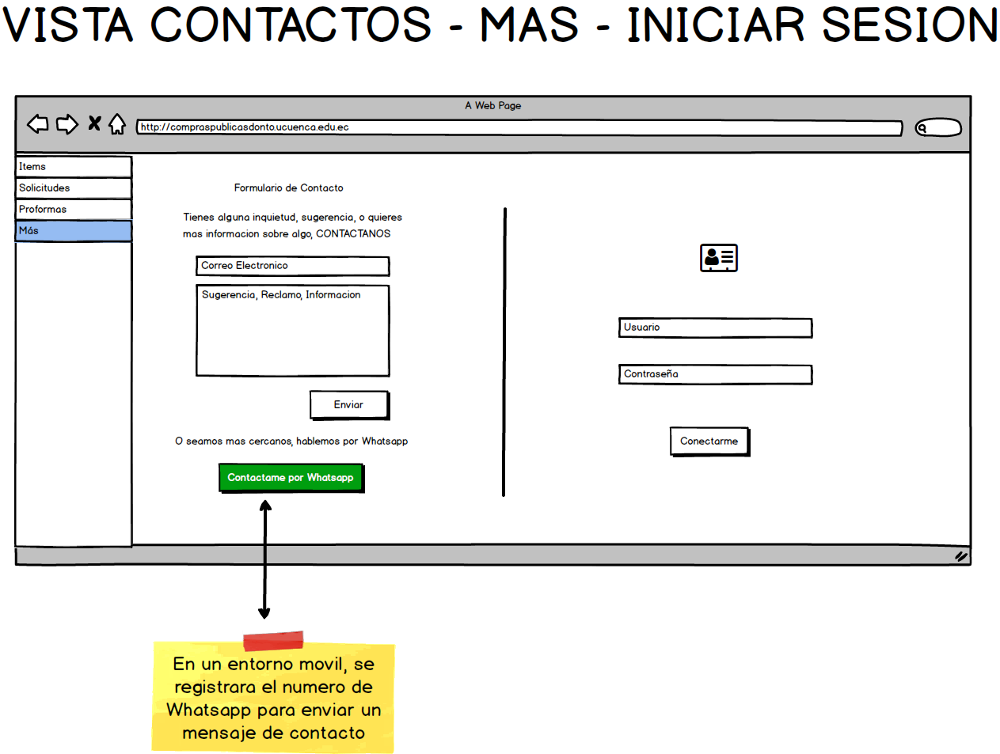 VISTA CONTACTOS - MAS - INICIAR SESION
A Web Page
http://compraspublicasdonto.ucuenca.edu.ec
Items
Solicitudes
Proformas
Más
Formulario de Contacto
Tienes alguna inquietud, sugerencia, o quieres
mas informacion sobre algo, CONTACTANOS
Correo Electronico
Sugerencia, Reclamo, Informacion
Enviar
O seamos mas cercanos, hablemos por Whatsapp
Contactame por Whatsapp
Usuario
Contraseña
Conectarme
En un entorno movil, se
registrara el numero de
Whatsapp para enviar un
mensaje de contacto